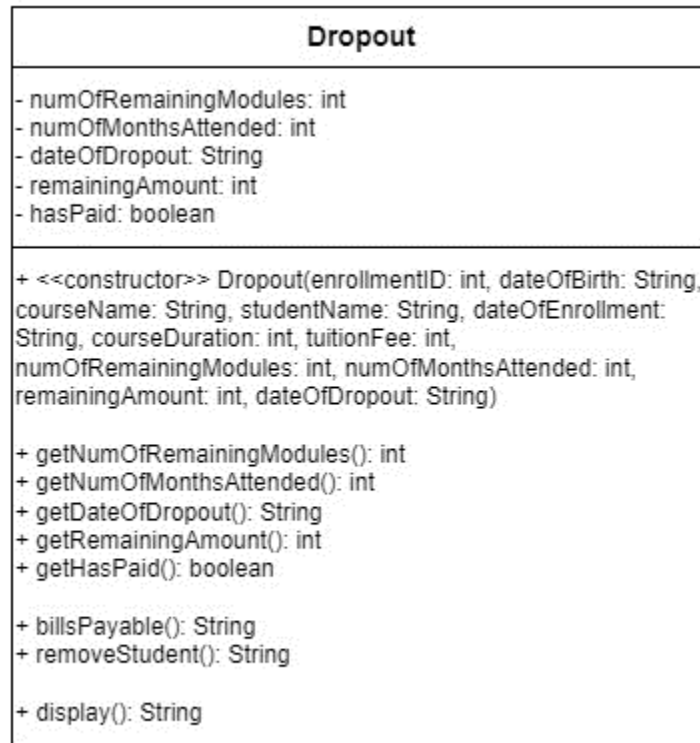 Dropout
- numOfRemainingModules: int
- numOfMonthsAttended: int
- dateOfDropout: String
- remainingAmount: int
- hasPaid: boolean
+ <<constructor>> Dropout(enrollmentID: int, dateOfBirth: String,
courseName: String, studentName: String, dateOfEnrollment:
String, courseDuration: int, tuitionFee: int,
numOfRemainingModules: int, numOfMonthsAttended: int,
remainingAmount: int, dateOfDropout: String)
+ getNumOfRemainingModules(): int
+ getNumOfMonthsAttended(): int
+ getDateOfDropout(): String
+ getRemainingAmount(): int
+ getHasPaid(): boolean
+ billsPayable(): String
+ removeStudent(): String
+ display(): String